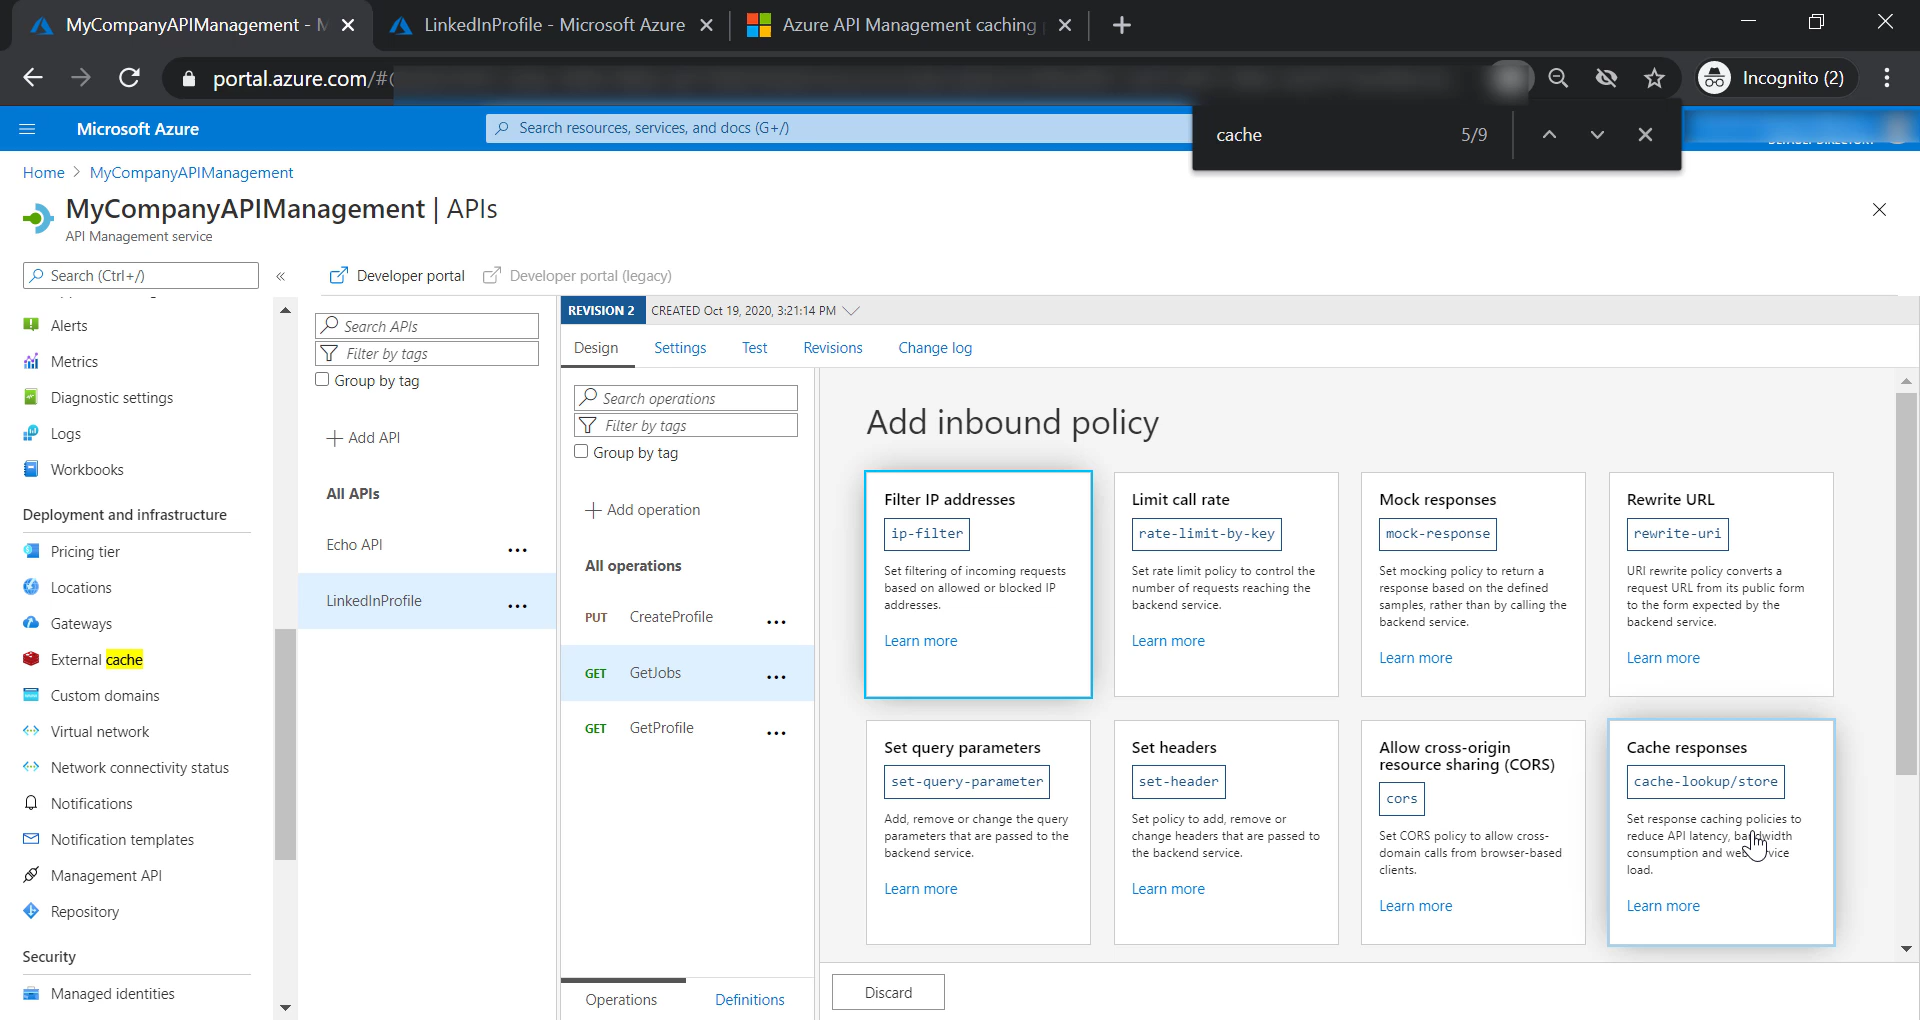 MyCompanyAPIManagement - M
LinkedInProfile - Microsoft Azure
Azure API Management caching
portal.azure.com/#
Incognito (2)
cache
5/9
Microsoft Azure
Search resources, services, and docs (G+/)
Home > MyCompanyAPIManagement
MyCompanyAPIManagement | APIs
API Management service
Search (Ctrl+/)
«
Developer portal
Developer portal (legacy)
Alerts
Metrics
Diagnostic settings
Logs
Workbooks
Deployment and infrastructure
Pricing tier
Locations
Gateways
External cache
Custom domains
Virtual network
Network connectivity status
Notifications
Notification templates
Management API
Repository
Security
Managed identities
Search APIs
Filter by tags
Group by tag
Add API
All APIs
Echo API
LinkedInProfile
REVISION 2
CREATED Oct 19, 2020, 3:21:14 PM
Design
Settings
Test
Revisions
Change log
Search operations
Filter by tags
Group by tag
Add operation
All operations
PUT CreateProfile
GET GetJobs
GET GetProfile
Operations
Definitions
Add inbound policy
Filter IP addresses
ip-filter
Set filtering of incoming requests
based on allowed or blocked IP
addresses.
Learn more
Limit call rate
rate-limit-by-key
Set rate limit policy to control the
number of requests reaching the
backend service.
Learn more
Mock responses
mock-response
Set mocking policy to return a
response based on the defined
samples, rather than by calling the
backend service.
Learn more
Rewrite URL
rewrite-uri
URI rewrite policy converts a
request URL from its public form
to the form expected by the
backend service.
Learn more
Set query parameters
set-query-parameter
Add, remove or change the query
parameters that are passed to the
backend service.
Learn more
Set headers
set-header
Set policy to add, remove or
change headers that are passed to
the backend service.
Learn more
Allow cross-origin
resource sharing (CORS)
cors
Set CORS policy to allow cross-
domain calls from browser-based
clients.
Learn more
Cache responses
cache-lookup/store
Set response caching policies to
reduce API latency, bandwidth
consumption and web service
load.
Learn more
Discard